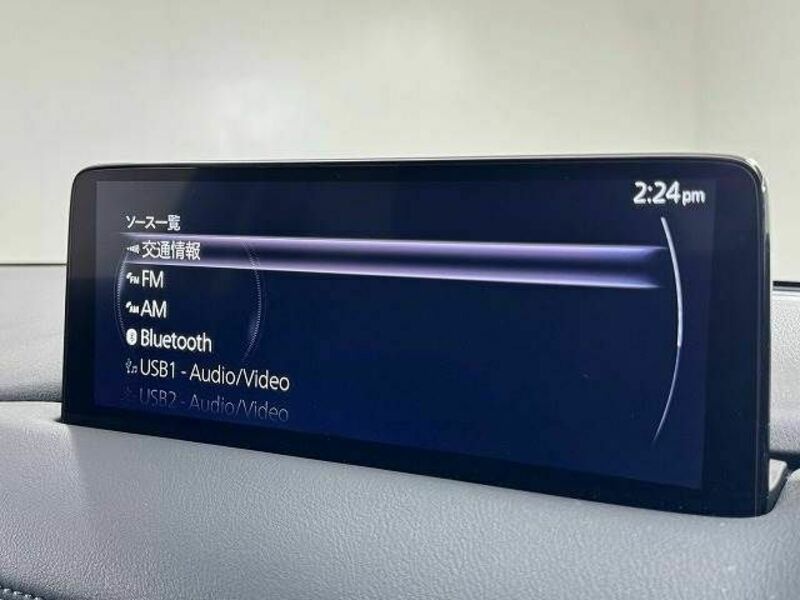 2:24pm
ソース一覧
交通情報
FM
AM
Bluetooth
USB1 - Audio/Video
USB2 - Audio/Video